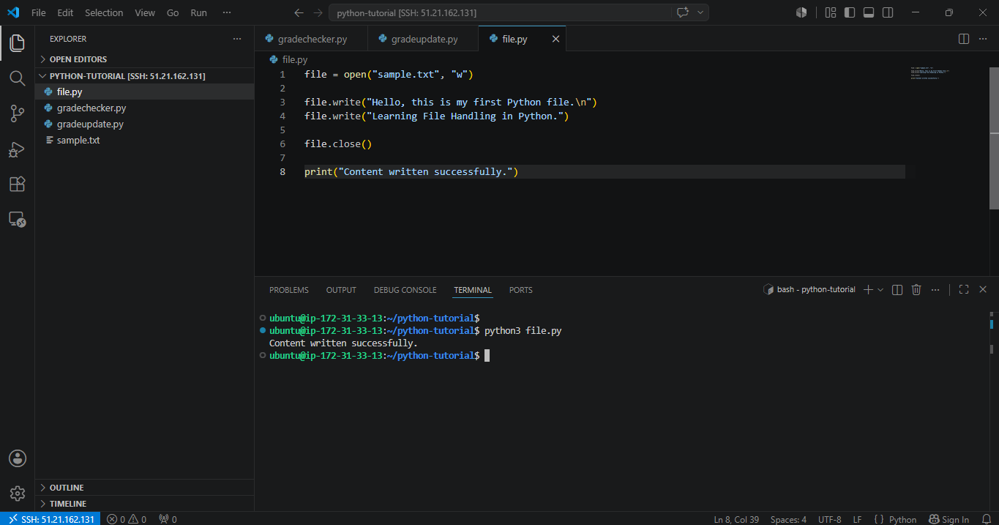 File Edit Selection View Go Run ···
python-tutorial [SSH: 51.21.162.131]
EXPLORER
OPEN EDITORS
PYTHON-TUTORIAL [SSH: 51.21.162.131]
file.py
gradechecker.py
gradeupdate.py
sample.txt
OUTLINE
TIMELINE
gradechecker.py gradeupdate.py file.py
file.py
1 file = open("sample.txt", "w")
2
3 file.write("Hello, this is my first Python file.\n")
4 file.write("Learning File Handling in Python.")
5
6 file.close()
7
8 print("Content written successfully.")
PROBLEMS OUTPUT DEBUG CONSOLE TERMINAL PORTS
bash - python-tutorial
ubuntu@ip-172-31-33-13:~/python-tutorial$
ubuntu@ip-172-31-33-13:~/python-tutorial$ python3 file.py
Content written successfully.
ubuntu@ip-172-31-33-13:~/python-tutorial$
SSH: 51.21.162.131 0 0 0 Ln 8, Col 39 Spaces: 4 UTF-8 LF { } Python Sign In